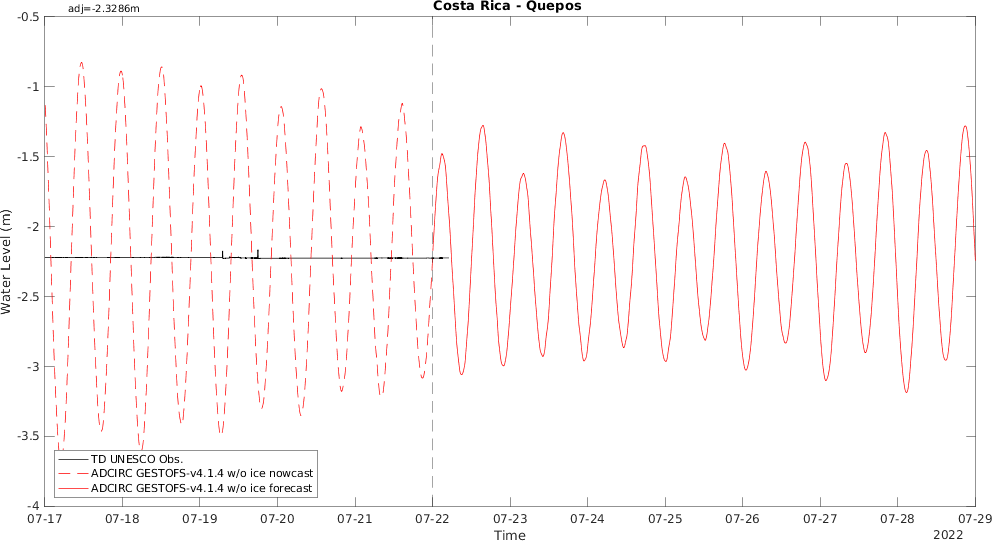 adj=-2.3286m
Costa Rica - Quepos
-0.5
-1
-1.5
-2
-2.5
-3
-3.5
-4
Water Level (m)
TD UNESCO Obs.
ADCIRC GESTOFS-v4.1.4 w/o ice nowcast
ADCIRC GESTOFS-v4.1.4 w/o ice forecast
07-17 07-18 07-19 07-20 07-21 07-22 07-23 07-24 07-25 07-26 07-27 07-28 07-29
Time
2022